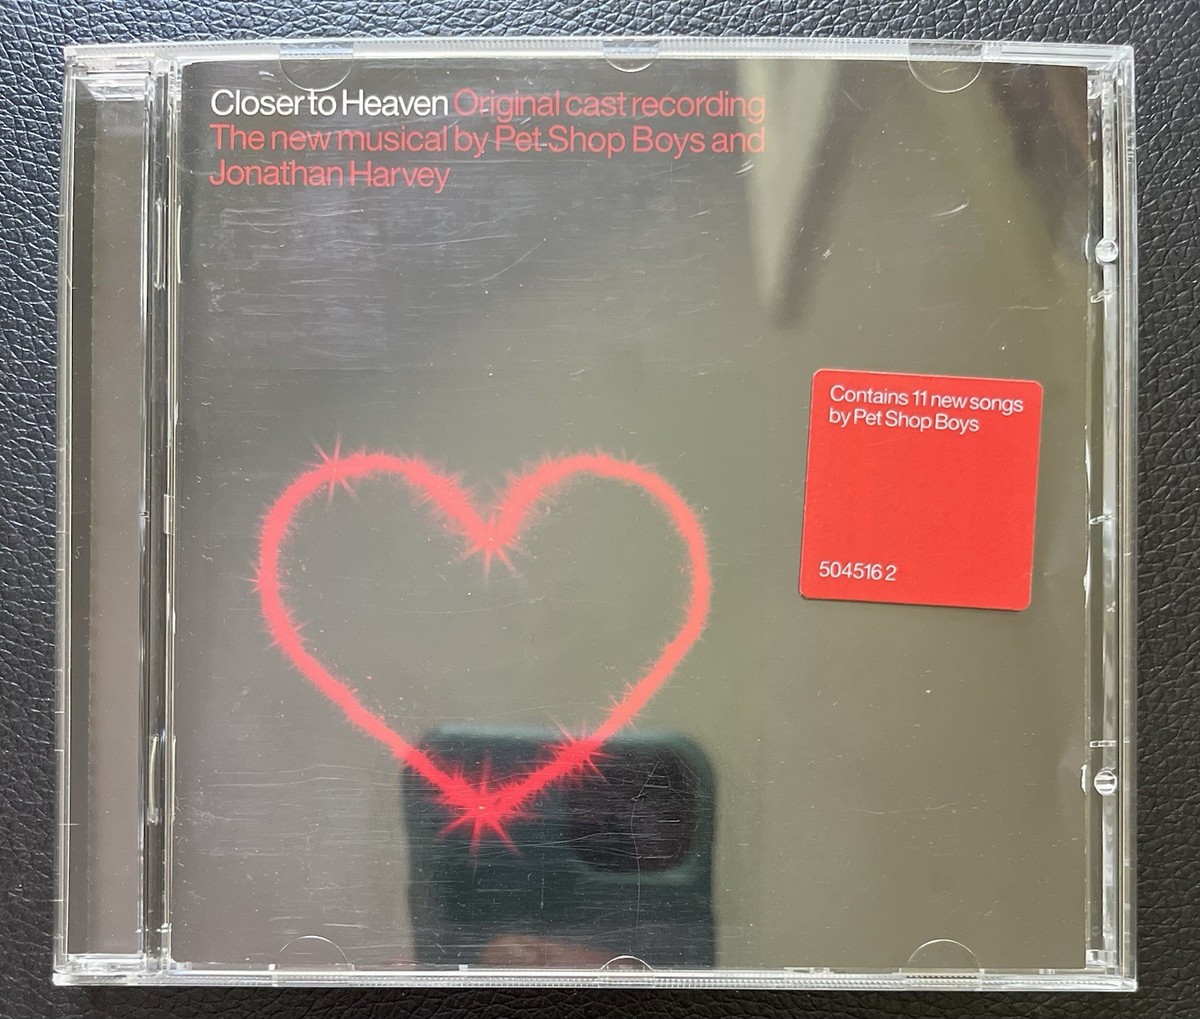 Closer to Heaven Original cast recording
The new musical by Pet Shop Boys and
Jonathan Harvey
Contains 11 new songs
by Pet Shop Boys
504516 2